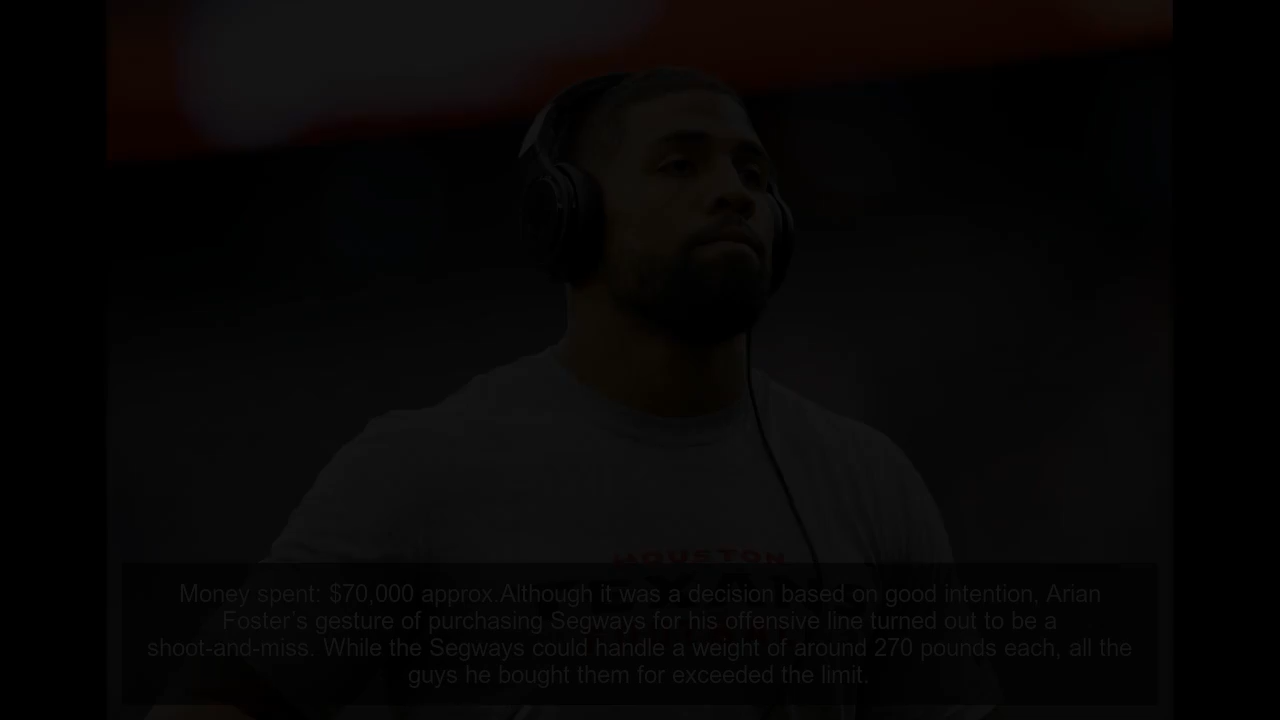 HOUSTON
TEXANS
Money spent: $70,000 approx.Although it was a decision based on good intention, Arian
Foster's gesture of purchasing Segways for his offensive line turned out to be a
shoot-and-miss. While the Segways could handle a weight of around 270 pounds each, all the
guys he bought them for exceeded the limit.